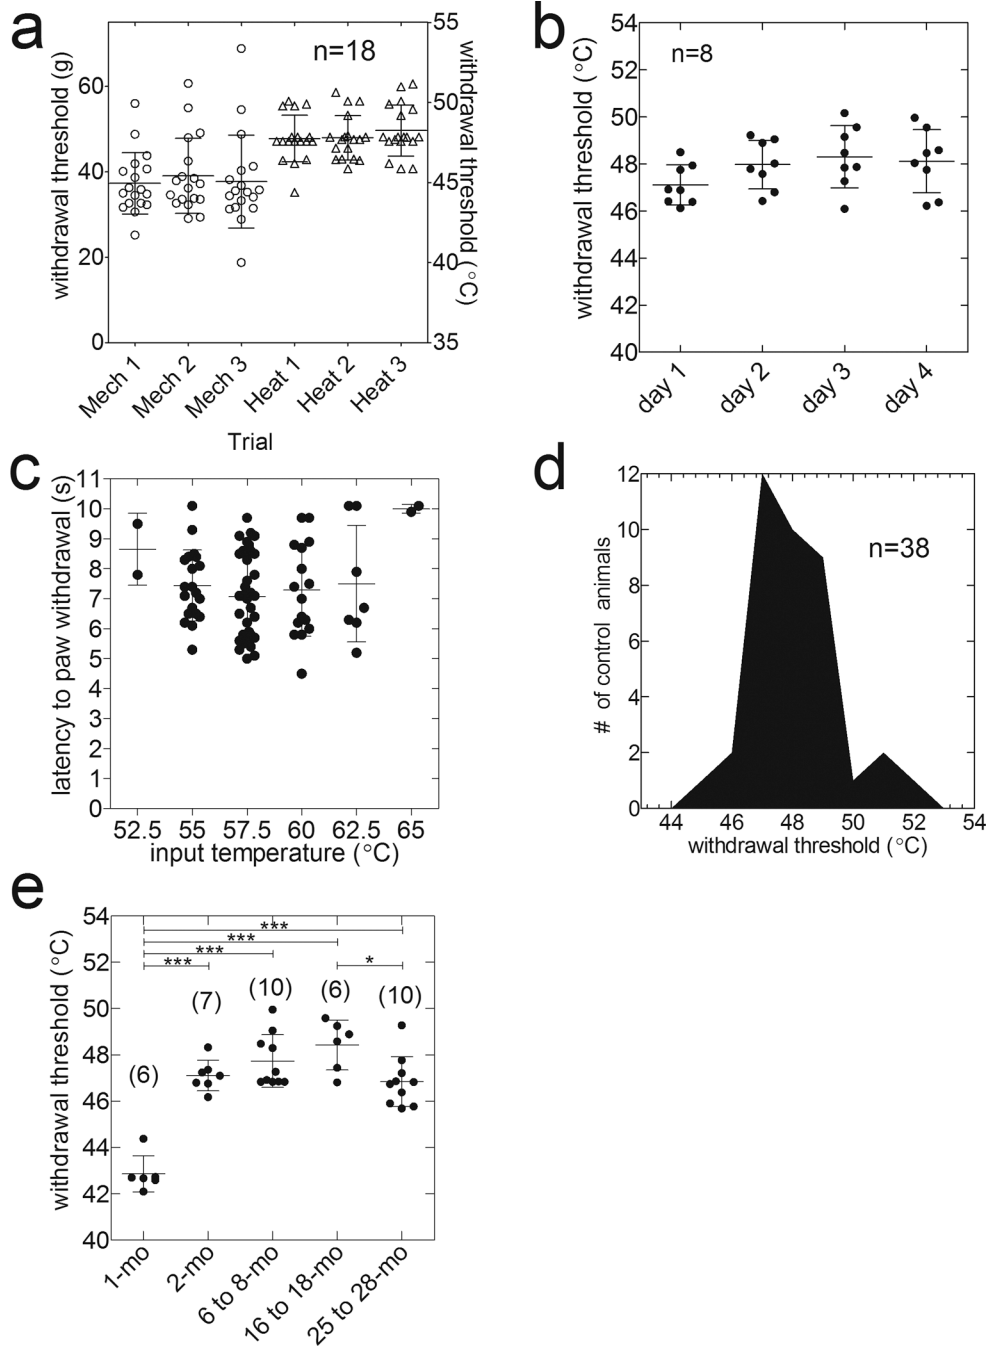 a
n=18
withdrawal threshold (g)
60
40
20
0
55
50
45
40
35
withdrawal threshold (°C)
Mech 1
Mech 2
Mech 3
Heat 1
Heat 2
Heat 3
Trial
b
n=8
withdrawal threshold (°C)
54
52
50
48
46
44
42
40
day 1
day 2
day 3
day 4
c
latency to paw withdrawal (s)
11
10
9
8
7
6
5
4
3
2
1
0
52.5 55 57.5 60 62.5 65
input temperature (°C)
d
n=38
# of control animals
12
10
8
6
4
2
0
44 46 48 50 52 54
withdrawal threshold (°C)
e
withdrawal threshold (°C)
54
52
50
48
46
44
42
40
***
***
***
***
*
(6)
(7)
(10)
(6)
(10)
1-mo
2-mo
6 to 8-mo
16 to 18-mo
25 to 28-mo